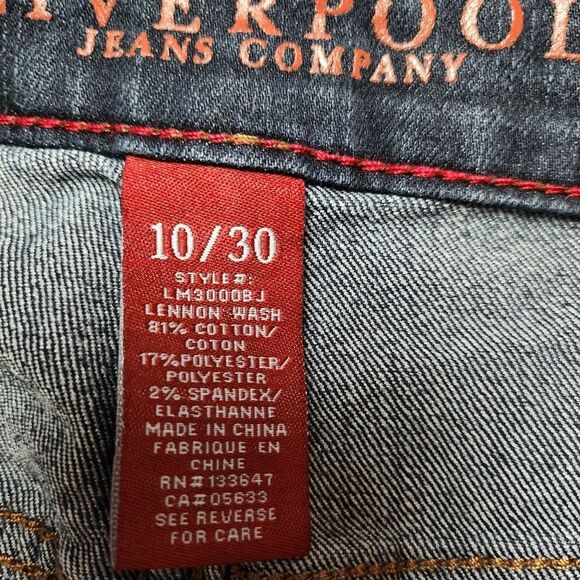 LIVERPOOL
JEANS COMPANY
10/30
STYLE#:
LM3000BJ
LENNON WASH
81% COTTON/
COTON
17%POLYESTER/
POLYESTER
2% SPANDEX/
ELASTHANNE
MADE IN CHINA
FABRIQUE EN
CHINE
RN#133647
CA#05633
SEE REVERSE
FOR CARE